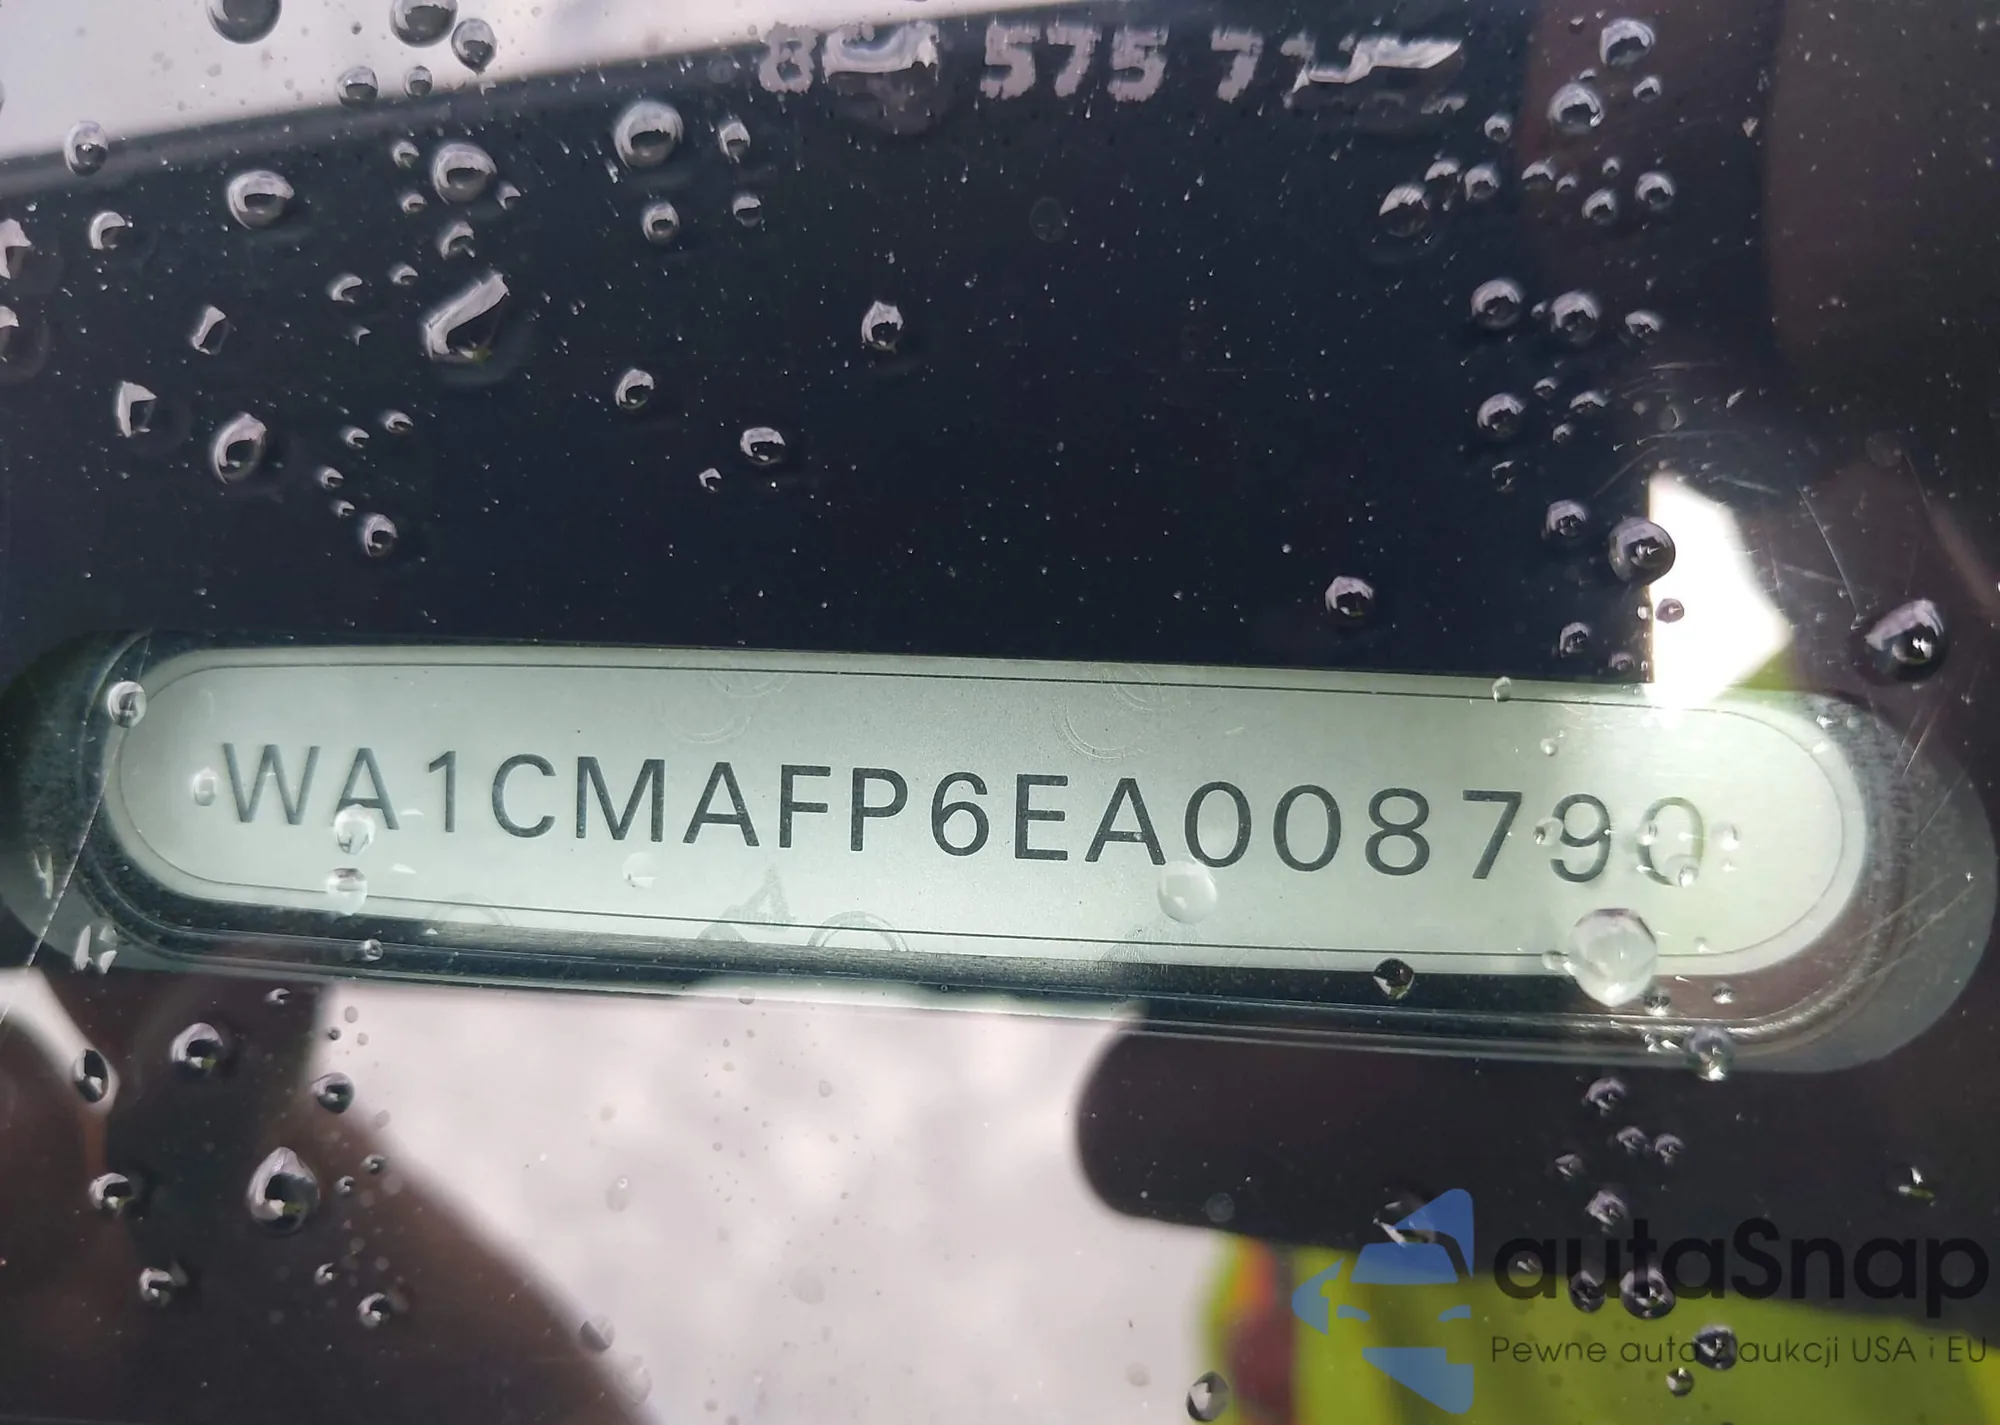 575
WA1CMAFP6EA008790
autaSnap
Pewne auta z aukcji USA i EU